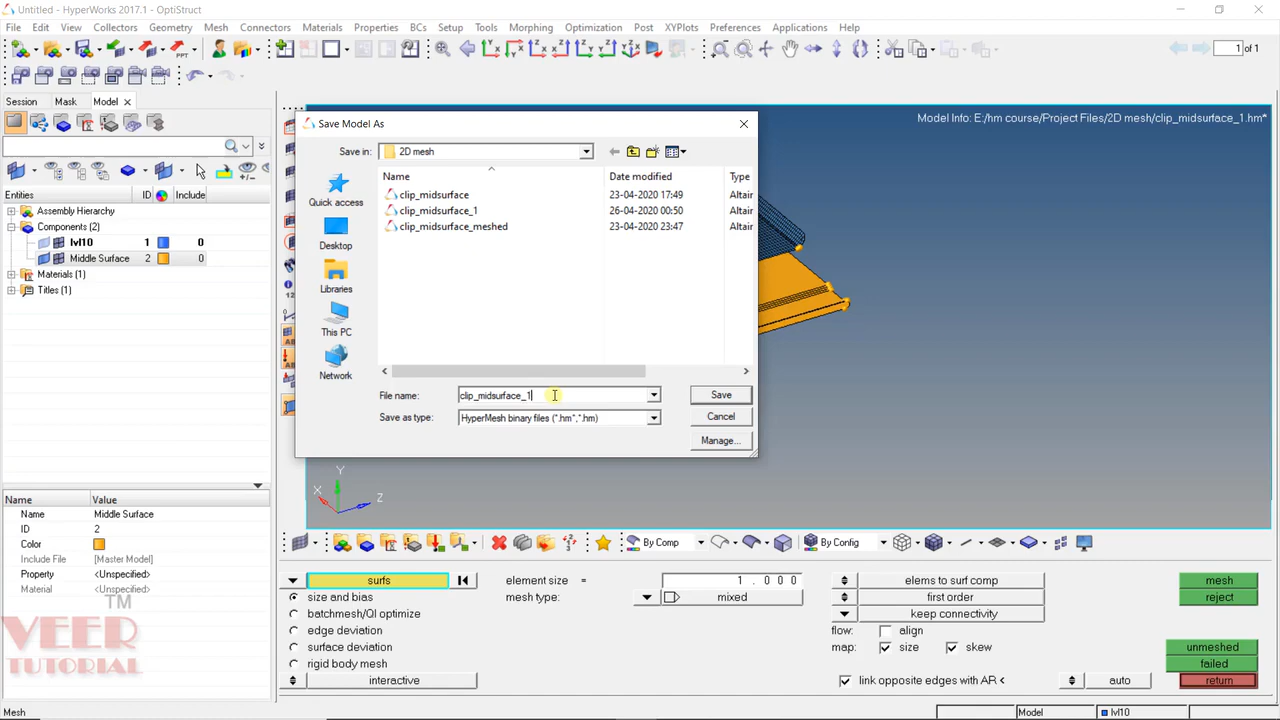 Untitled - HyperWorks 2017.1 - OptiStruct
File Edit View Collectors Geometry Mesh Connectors Materials Properties BCs Setup Tools Morphing Optimization Post XYPlots Preferences Applications Help
1 of 1
Session Mask Model
Model Info: E:/hm course/Project Files/2D mesh/clip_midsurface_1.hm*
Entities ID Include
Assembly Hierarchy
Components (2)
lvl10 1 0
Middle Surface 2 0
Materials (1)
Titles (1)
Save Model As
Save in: 2D mesh
Name Date modified Type
clip_midsurface 23-04-2020 17:49 Altair
clip_midsurface_1 26-04-2020 00:50 Altair
clip_midsurface_meshed 23-04-2020 23:47 Altair
Quick access
Desktop
Libraries
This PC
Network
File name: clip_midsurface_1 Save
Save as type: HyperMesh binary files (*.hm*,*.hm) Cancel
Manage...
Name Value
Name Middle Surface
ID 2
Color
Include File [Master Model]
Property <Unspecified>
Material <Unspecified>
TM
VEER
TUTORIAL
X Y Z
By Comp By Config
surfs element size = 1 . 0 0 0 elems to surf comp mesh
size and bias mesh type: mixed first order reject
batchmesh/QI optimize keep connectivity
edge deviation flow: align
surface deviation map: size skew unmeshed
rigid body mesh failed
interactive link opposite edges with AR < auto return
Mesh Model lvl10